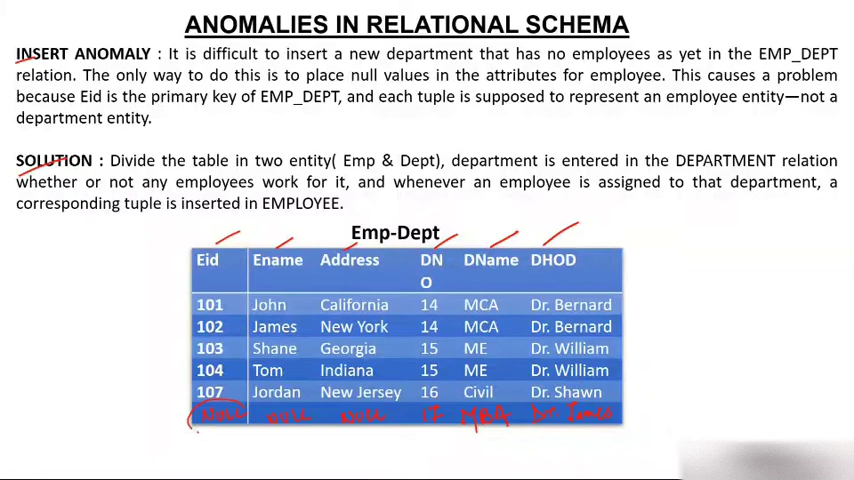 ANOMALIES IN RELATIONAL SCHEMA
INSERT ANOMALY : It is difficult to insert a new department that has no employees as yet in the EMP_DEPT
relation. The only way to do this is to place null values in the attributes for employee. This causes a problem
because Eid is the primary key of EMP_DEPT, and each tuple is supposed to represent an employee entity—not a
department entity.
SOLUTION : Divide the table in two entity( Emp & Dept), department is entered in the DEPARTMENT relation
whether or not any employees work for it, and whenever an employee is assigned to that department, a
corresponding tuple is inserted in EMPLOYEE.
Emp-Dept
Eid Ename Address DN DName DHOD
O
101 John California 14 MCA Dr. Bernard
102 James New York 14 MCA Dr. Bernard
103 Shane Georgia 15 ME Dr. William
104 Tom Indiana 15 ME Dr. William
107 Jordan New Jersey 16 Civil Dr. Shawn
NULL NULL NULL 17 MBA Dr Jones